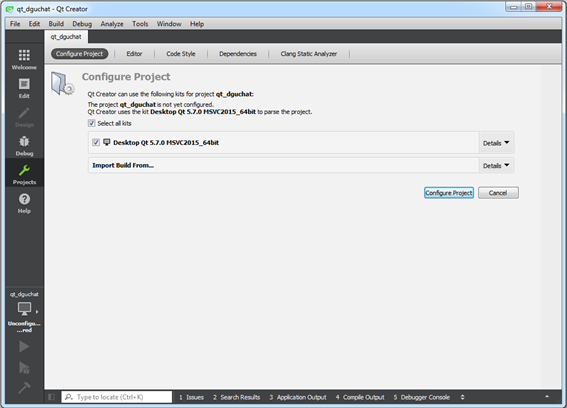 qt_dguchat - Qt Creator
File Edit Build Debug Analyze Tools Window Help
qt_dguchat
Configure Project Editor Code Style Dependencies Clang Static Analyzer
Welcome
Edit
Design
Debug
Projects
Help
Configure Project
Qt Creator can use the following kits for project qt_dguchat:
The project qt_dguchat is not yet configured.
Qt Creator uses the kit Desktop Qt 5.7.0 MSVC2015_64bit to parse the project.
Select all kits
Desktop Qt 5.7.0 MSVC2015_64bit Details
Import Build From... Details
Configure Project Cancel
qt_dguchat
Unconfigu...
...red
Type to locate (Ctrl+K) 1 Issues 2 Search Results 3 Application Output 4 Compile Output 5 Debugger Console